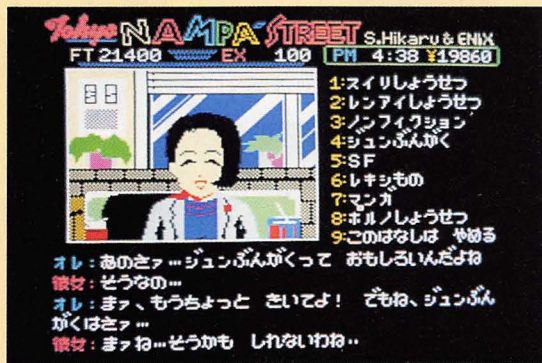 Tokyo NAMPA STREET S.Hikaru & ENIX
FT 21400 EX 100 PM 4:38 ¥19860
1:スイリしょうせつ
2:レンアイしょうせつ
3:ノンフィクション
4:ジュンぶんがく
5:SF
6:レキシもの
7:マンガ
8:ポルノしょうせつ
9:このはなしは やめる
オレ:あのさァ…ジュンぶんがくって おもしろいんだよね
彼女:そうなの…
オレ:まァ、もうちょっと きいてよ! でもね、ジュンぶん
がくはさァ…
彼女:まァね…そうかも しれないわね‥